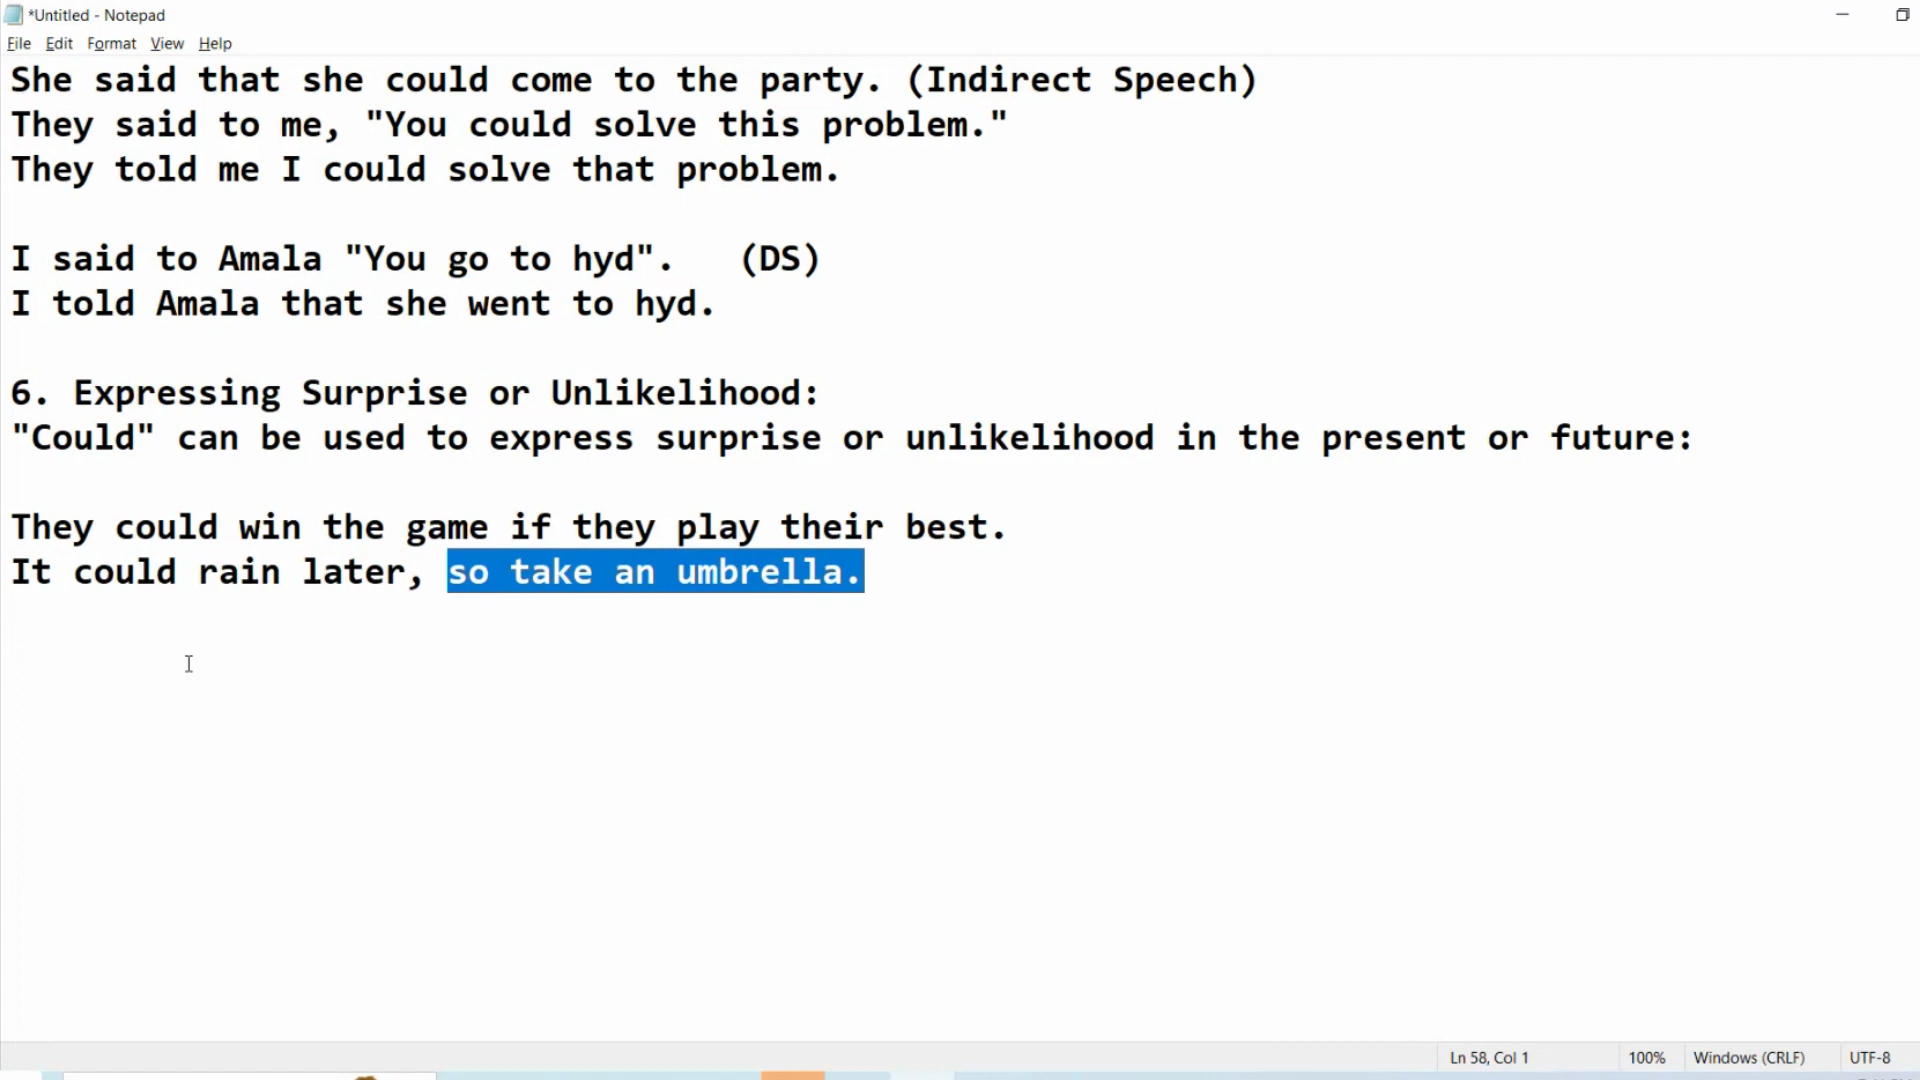 *Untitled - Notepad
File Edit Format View Help
She said that she could come to the party. (Indirect Speech)
They said to me, "You could solve this problem."
They told me I could solve that problem.
I said to Amala "You go to hyd". (DS)
I told Amala that she went to hyd.
6. Expressing Surprise or Unlikelihood:
"Could" can be used to express surprise or unlikelihood in the present or future:
They could win the game if they play their best.
It could rain later, so take an umbrella.
Ln 58, Col 1 100% Windows (CRLF) UTF-8